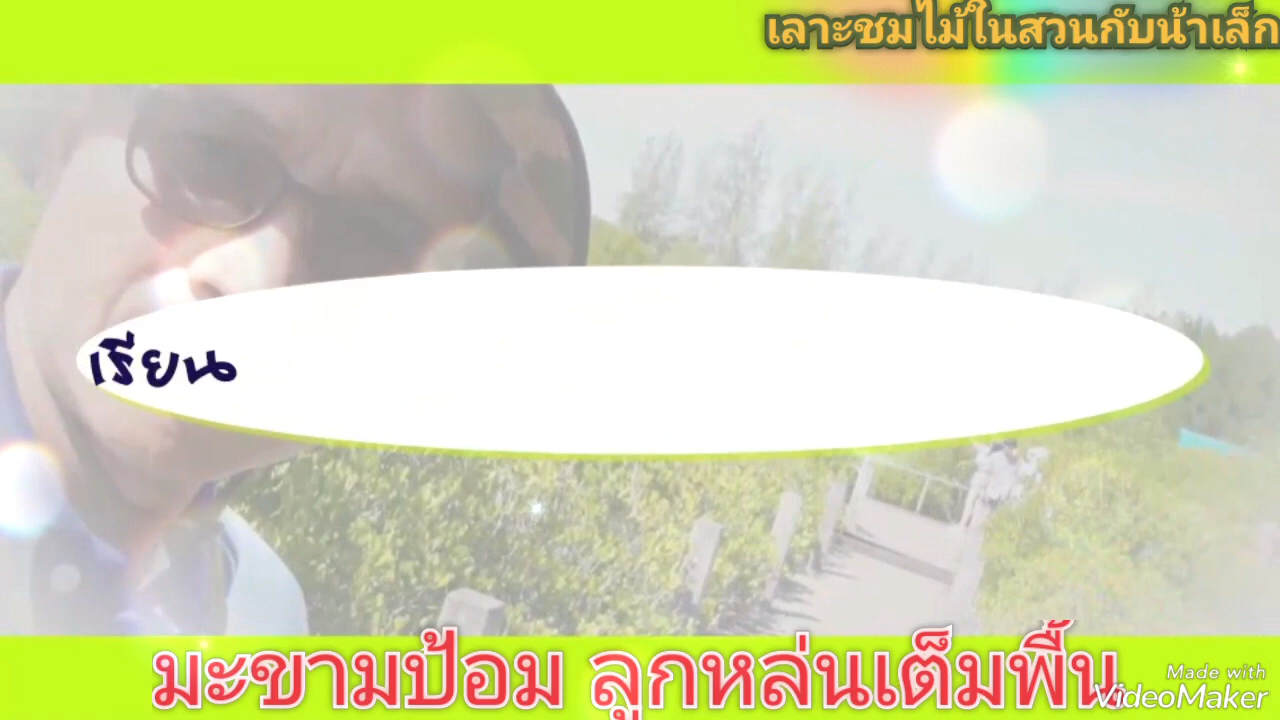 เลาะชมไม้ในสวนกับน้าเล็ก
เรียน
มะขามป้อม ลูกหล่นเต็มพื้น
Made with
VideoMaker